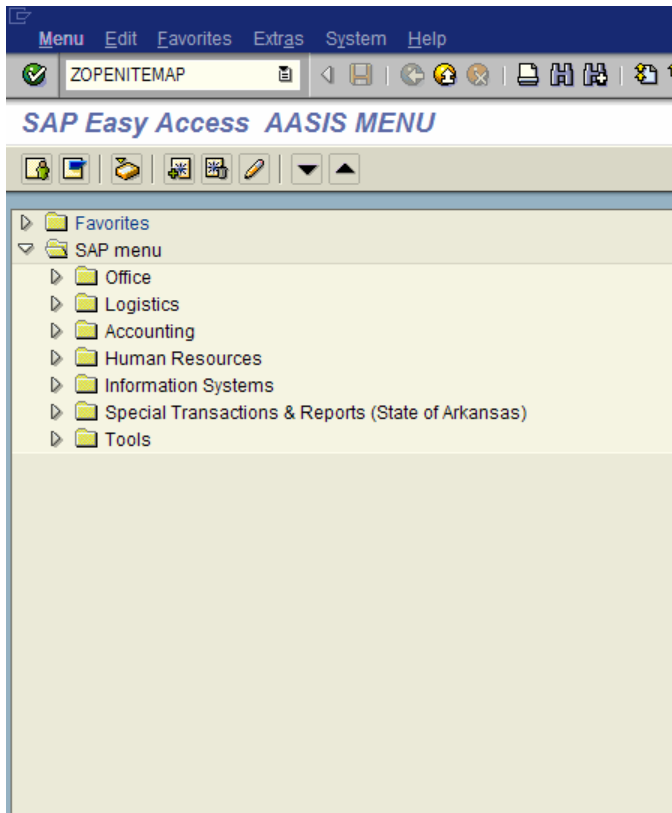 Menu Edit Favorites Extras System Help
ZOPENITEMAP
SAP Easy Access AASIS MENU
Favorites
SAP menu
Office
Logistics
Accounting
Human Resources
Information Systems
Special Transactions & Reports (State of Arkansas)
Tools